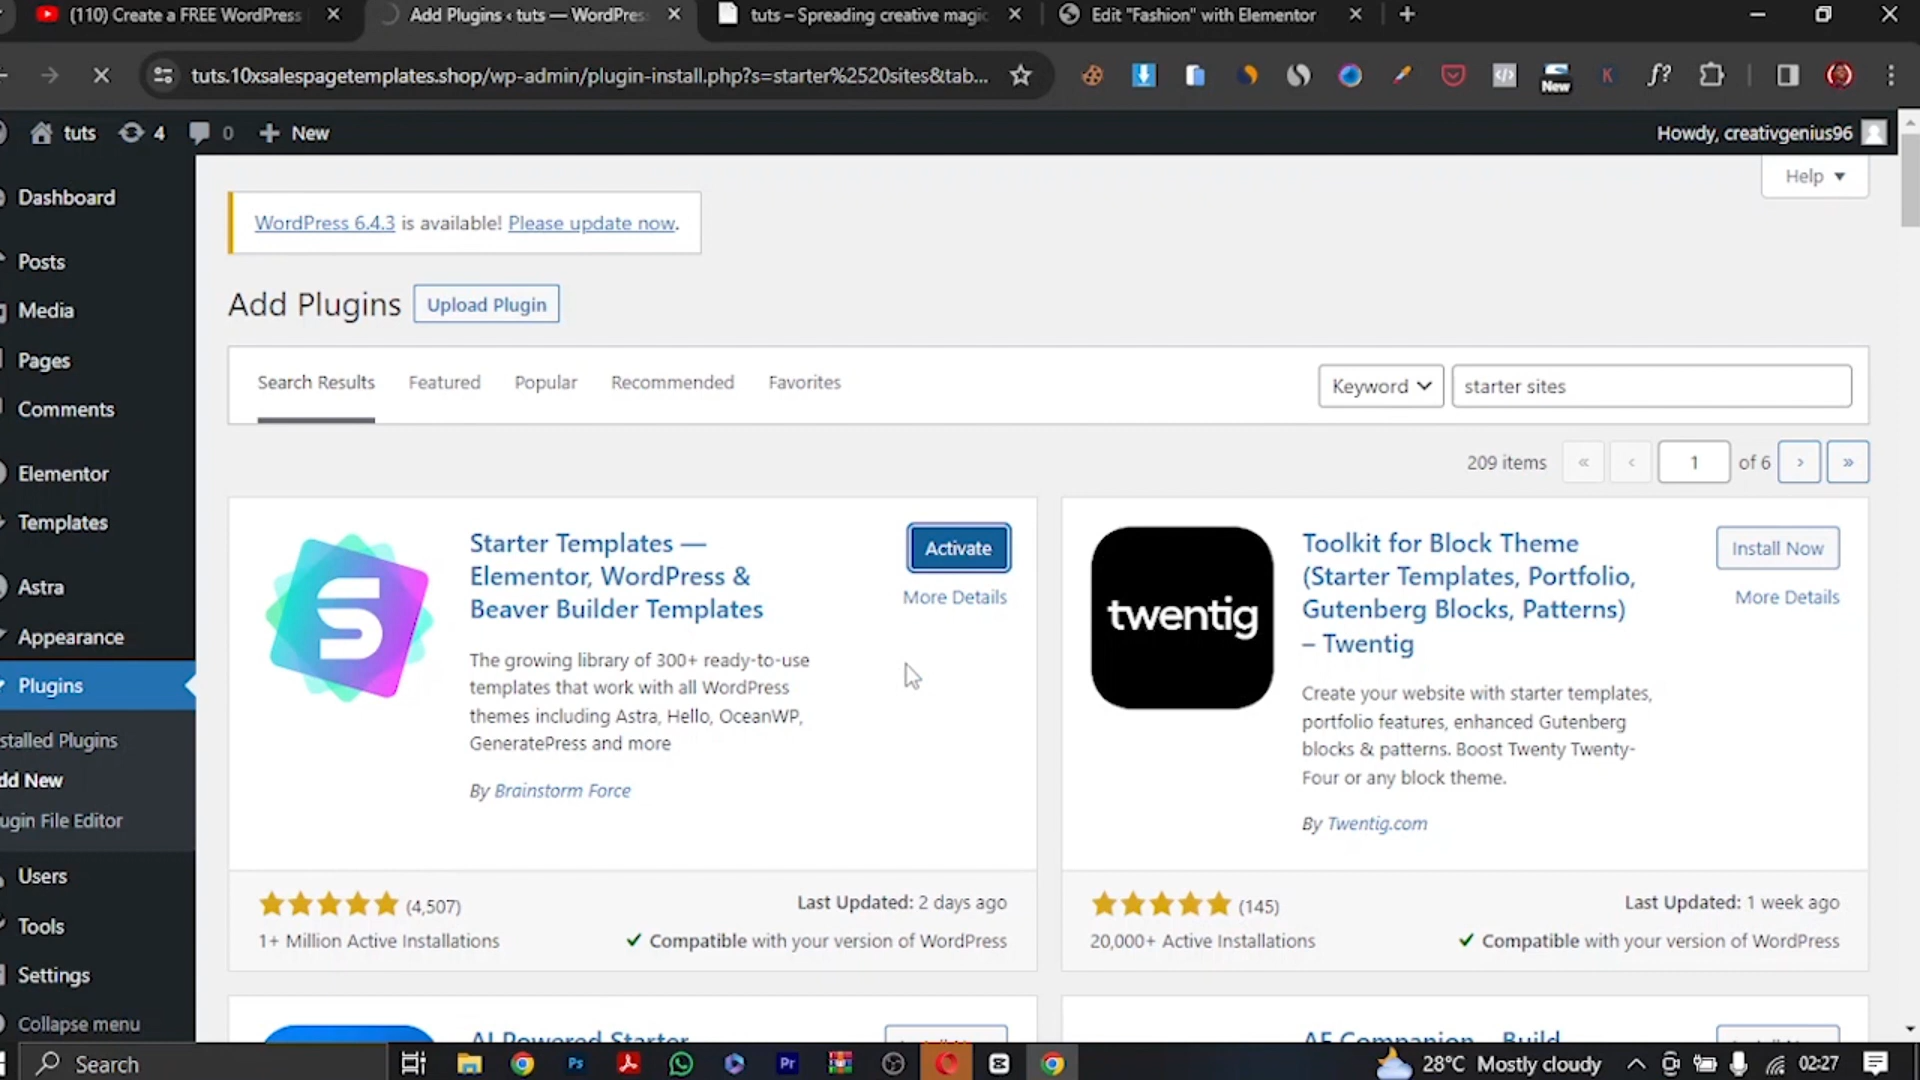 (110) Create a FREE WordPress
Add Plugins ‹ tuts — WordPres
tuts – Spreading creative magi
Edit "Fashion" with Elementor
tuts.10xsalespagetemplates.shop/wp-admin/plugin-install.php?s=starter%2520sites&tab...
New
K
f?
tuts 4 0 + New
Howdy, creativgenius96
Help ▼
Dashboard
Posts
Media
Pages
Comments
Elementor
Templates
Astra
Appearance
Plugins
stalled Plugins
dd New
ugin File Editor
Users
Tools
Settings
Collapse menu
WordPress 6.4.3 is available! Please update now.
Add Plugins
Upload Plugin
Search Results
Featured
Popular
Recommended
Favorites
Keyword
starter sites
209 items « ‹ 1 of 6 › »
Starter Templates —
Elementor, WordPress &
Beaver Builder Templates
Activate
More Details
The growing library of 300+ ready-to-use
templates that work with all WordPress
themes including Astra, Hello, OceanWP,
GeneratePress and more
By Brainstorm Force
(4,507)
1+ Million Active Installations
Last Updated: 2 days ago
Compatible with your version of WordPress
twentig
Toolkit for Block Theme
(Starter Templates, Portfolio,
Gutenberg Blocks, Patterns)
– Twentig
Install Now
More Details
Create your website with starter templates,
portfolio features, enhanced Gutenberg
blocks & patterns. Boost Twenty Twenty-
Four or any block theme.
By Twentig.com
(145)
20,000+ Active Installations
Last Updated: 1 week ago
Compatible with your version of WordPress
AI Powered Starter
Search
Ps
Pr
28°C Mostly cloudy
02:27